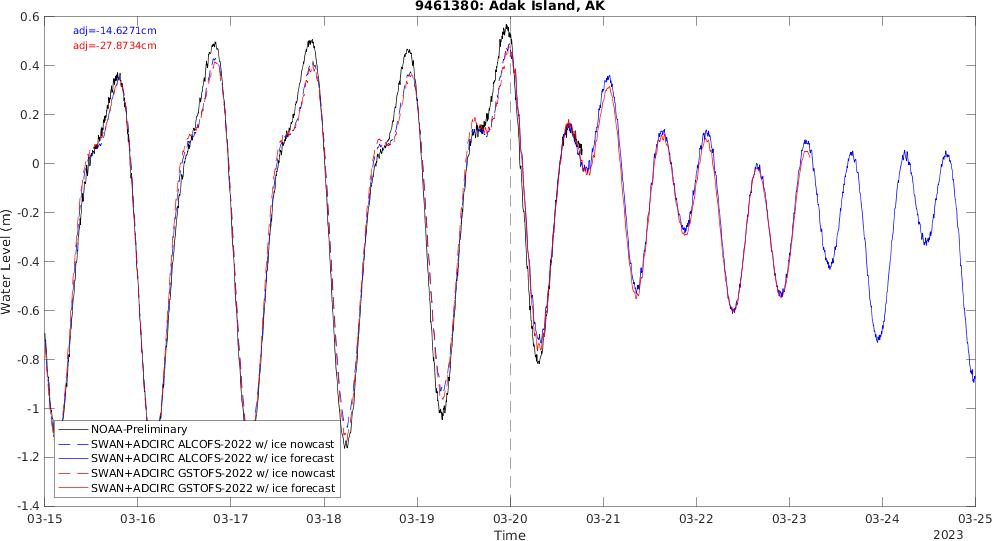 9461380: Adak Island, AK
adj=-14.6271cm
adj=-27.8734cm
0.6
0.4
0.2
0
-0.2
-0.4
-0.6
-0.8
-1
-1.2
-1.4
Water Level (m)
NOAA-Preliminary
SWAN+ADCIRC ALCOFS-2022 w/ ice nowcast
SWAN+ADCIRC ALCOFS-2022 w/ ice forecast
SWAN+ADCIRC GSTOFS-2022 w/ ice nowcast
SWAN+ADCIRC GSTOFS-2022 w/ ice forecast
03-15 03-16 03-17 03-18 03-19 03-20 03-21 03-22 03-23 03-24 03-25
Time
2023